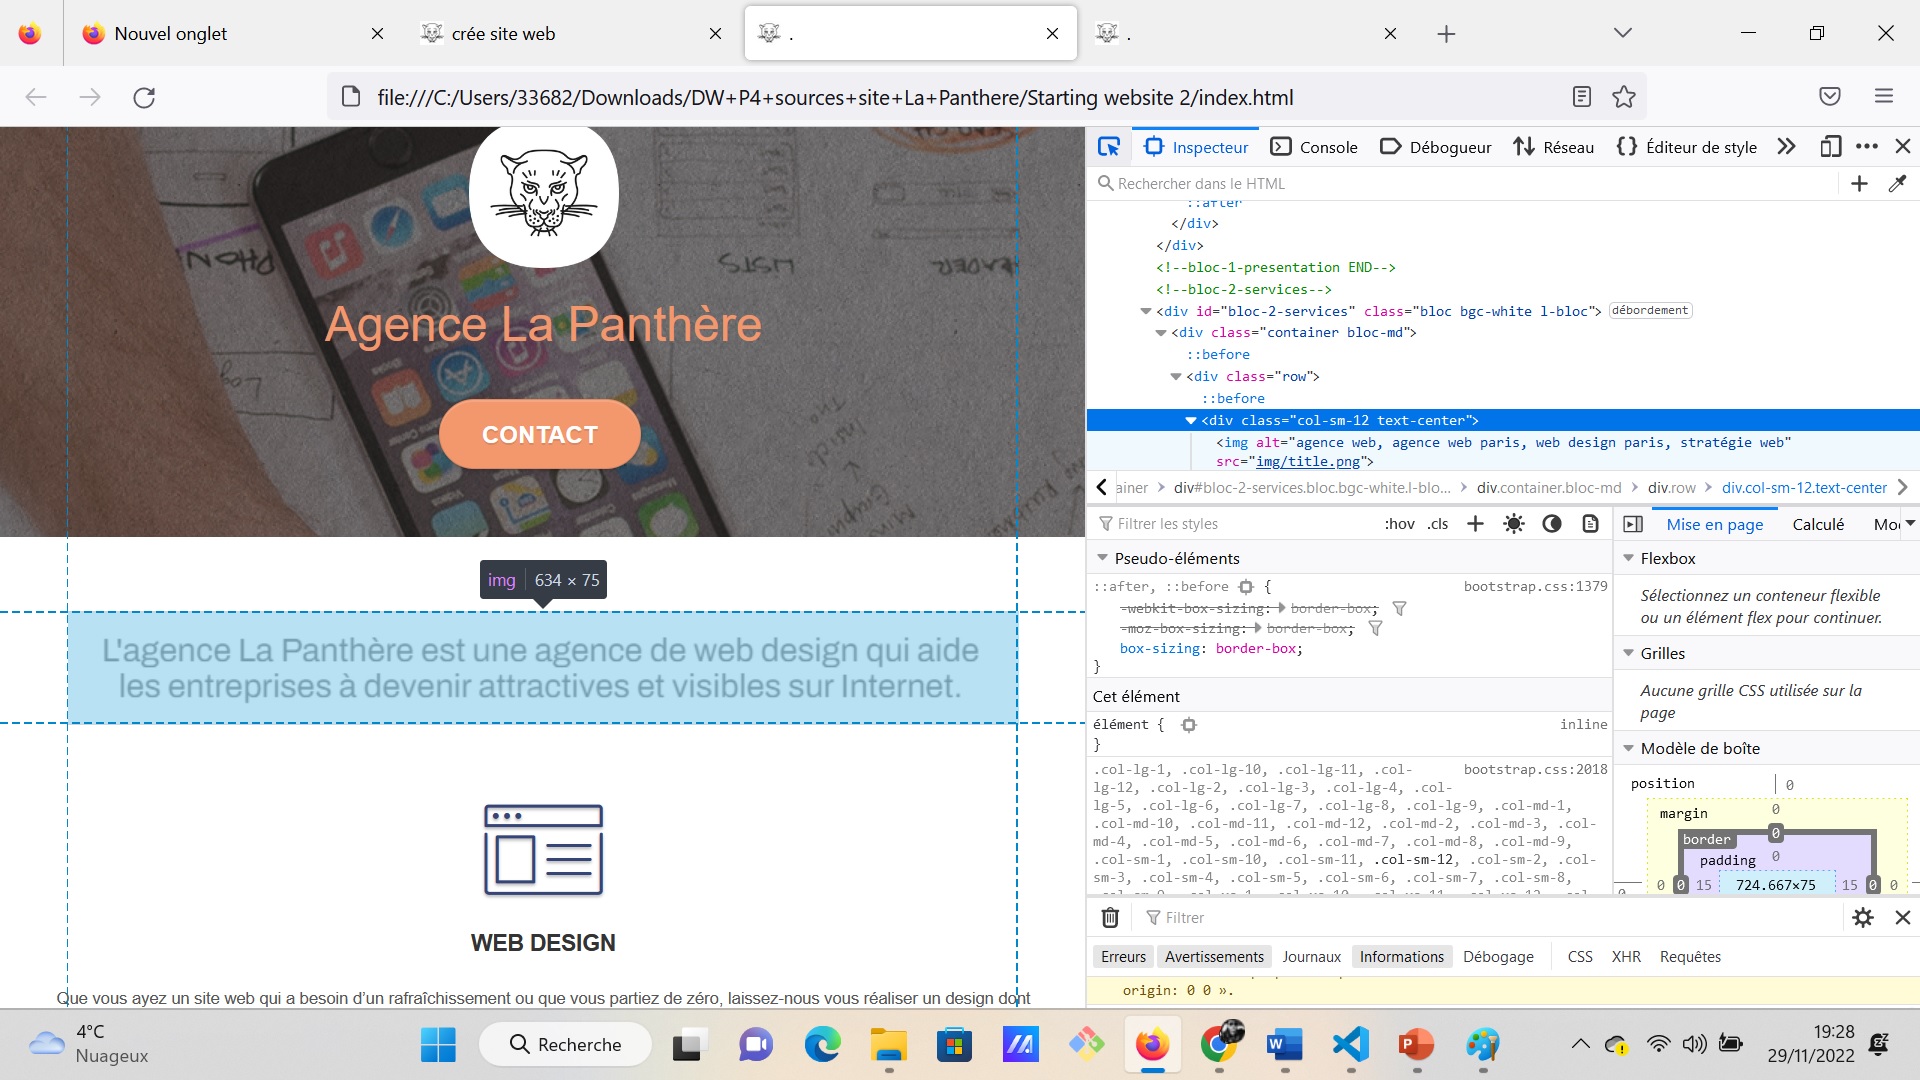 Nouvel onglet
crée site web
.
.
file:///C:/Users/33682/Downloads/DW+P4+sources+site+La+Panthere/Starting website 2/index.html
Agence La Panthère
CONTACT
img 634 × 75
L'agence La Panthère est une agence de web design qui aide
les entreprises à devenir attractives et visibles sur Internet.
WEB DESIGN
Que vous ayez un site web qui a besoin d’un rafraîchissement ou que vous partiez de zéro, laissez-nous vous réaliser un design dont
Inspecteur
Console
Débogueur
Réseau
Éditeur de style
Rechercher dans le HTML
::after
</div>
</div>
<!--bloc-1-presentation END-->
<!--bloc-2-services-->
<div id="bloc-2-services" class="bloc bgc-white l-bloc"> débordement
<div class="container bloc-md">
::before
<div class="row">
::before
<div class="col-sm-12 text-center">
<img alt="agence web, agence web paris, web design paris, stratégie web"
src="img/title.png">
ainer > div#bloc-2-services.bloc.bgc-white.l-blo... > div.container.bloc-md > div.row > div.col-sm-12.text-center
Filtrer les styles
:hov .cls
Pseudo-éléments
::after, ::before {
bootstrap.css:1379
-webkit-box-sizing: border-box;
-moz-box-sizing: border-box;
box-sizing: border-box;
}
Cet élément
élément {
inline
}
.col-lg-1, .col-lg-10, .col-lg-11, .col-
bootstrap.css:2018
lg-12, .col-lg-2, .col-lg-3, .col-lg-4, .col-
lg-5, .col-lg-6, .col-lg-7, .col-lg-8, .col-lg-9, .col-md-1,
.col-md-10, .col-md-11, .col-md-12, .col-md-2, .col-md-3, .col-
md-4, .col-md-5, .col-md-6, .col-md-7, .col-md-8, .col-md-9,
.col-sm-1, .col-sm-10, .col-sm-11, .col-sm-12, .col-sm-2, .col-
sm-3, .col-sm-4, .col-sm-5, .col-sm-6, .col-sm-7, .col-sm-8,
Mise en page
Calculé
Mo
Flexbox
Sélectionnez un conteneur flexible
ou un élément flex pour continuer.
Grilles
Aucune grille CSS utilisée sur la
page
Modèle de boîte
position 0
margin 0
border 0
padding 0
0 0 15 724.667×75 15 0 0
Filtrer
Erreurs
Avertissements
Journaux
Informations
Débogage
CSS
XHR
Requêtes
origin: 0 0 ».
4°C
Nuageux
Recherche
19:28
29/11/2022